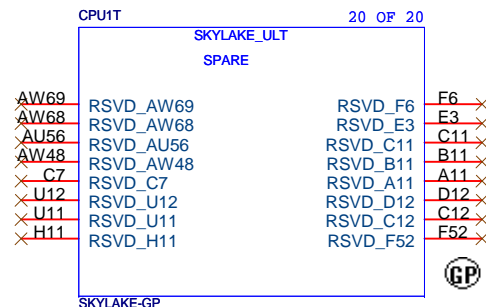 CPU1T 20 OF 20
SKYLAKE_ULT
SPARE
AW69 RSVD_AW69 RSVD_F6 F6
AW68 RSVD_AW68 RSVD_E3 E3
AU56 RSVD_AU56 RSVD_C11 C11
AW48 RSVD_AW48 RSVD_B11 B11
C7 RSVD_C7 RSVD_A11 A11
U12 RSVD_U12 RSVD_D12 D12
U11 RSVD_U11 RSVD_C12 C12
H11 RSVD_H11 RSVD_F52 F52
GP
SKYLAKE-GP